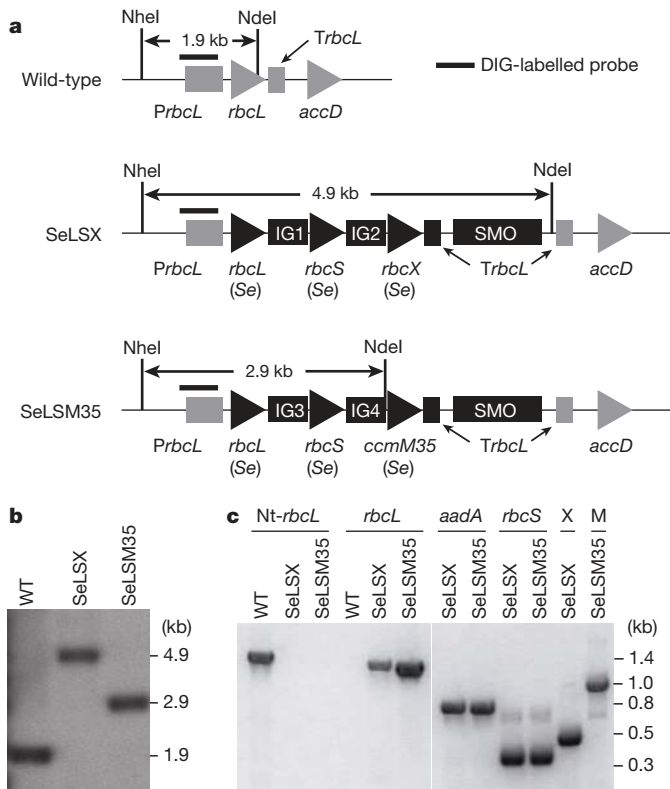 a
NheI NdeI
1.9 kb
TrbcL
DIG-labelled probe
Wild-type
PrbcL rbcL accD
NheI NdeI
4.9 kb
SeLSX
IG1 IG2 SMO
PrbcL rbcL rbcS rbcX TrbcL accD
(Se) (Se) (Se)
NheI NdeI
2.9 kb
SeLSM35
IG3 IG4 SMO
PrbcL rbcL rbcS ccmM35 TrbcL accD
(Se) (Se) (Se)
b
WT SeLSX SeLSM35
(kb)
4.9
2.9
1.9
c
Nt-rbcL rbcL aadA rbcS X M
WT SeLSX SeLSM35 WT SeLSX SeLSM35 SeLSX SeLSM35 SeLSX SeLSM35 SeLSX SeLSM35
(kb)
1.4
1.0
0.8
0.5
0.3